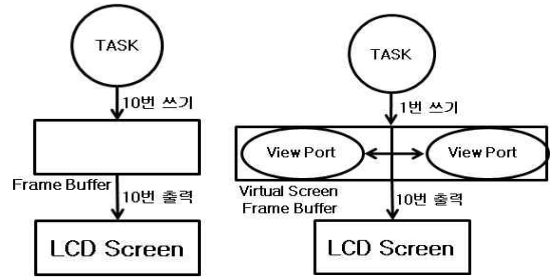 TASK
10번 쓰기
Frame Buffer
10번 출력
LCD Screen
TASK
1번 쓰기
View Port
View Port
Virtual Screen
Frame Buffer
10번 출력
LCD Screen